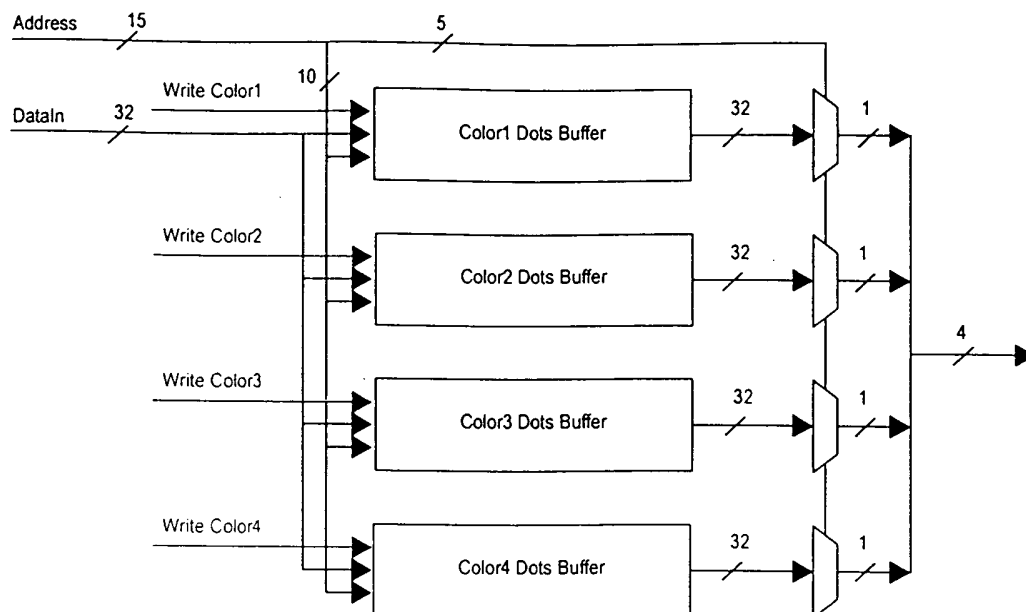 Address 15 5
10
Write Color1
DataIn 32
Color1 Dots Buffer 32 1
Write Color2
Color2 Dots Buffer 32 1
4
Write Color3
Color3 Dots Buffer 32 1
Write Color4
Color4 Dots Buffer 32 1